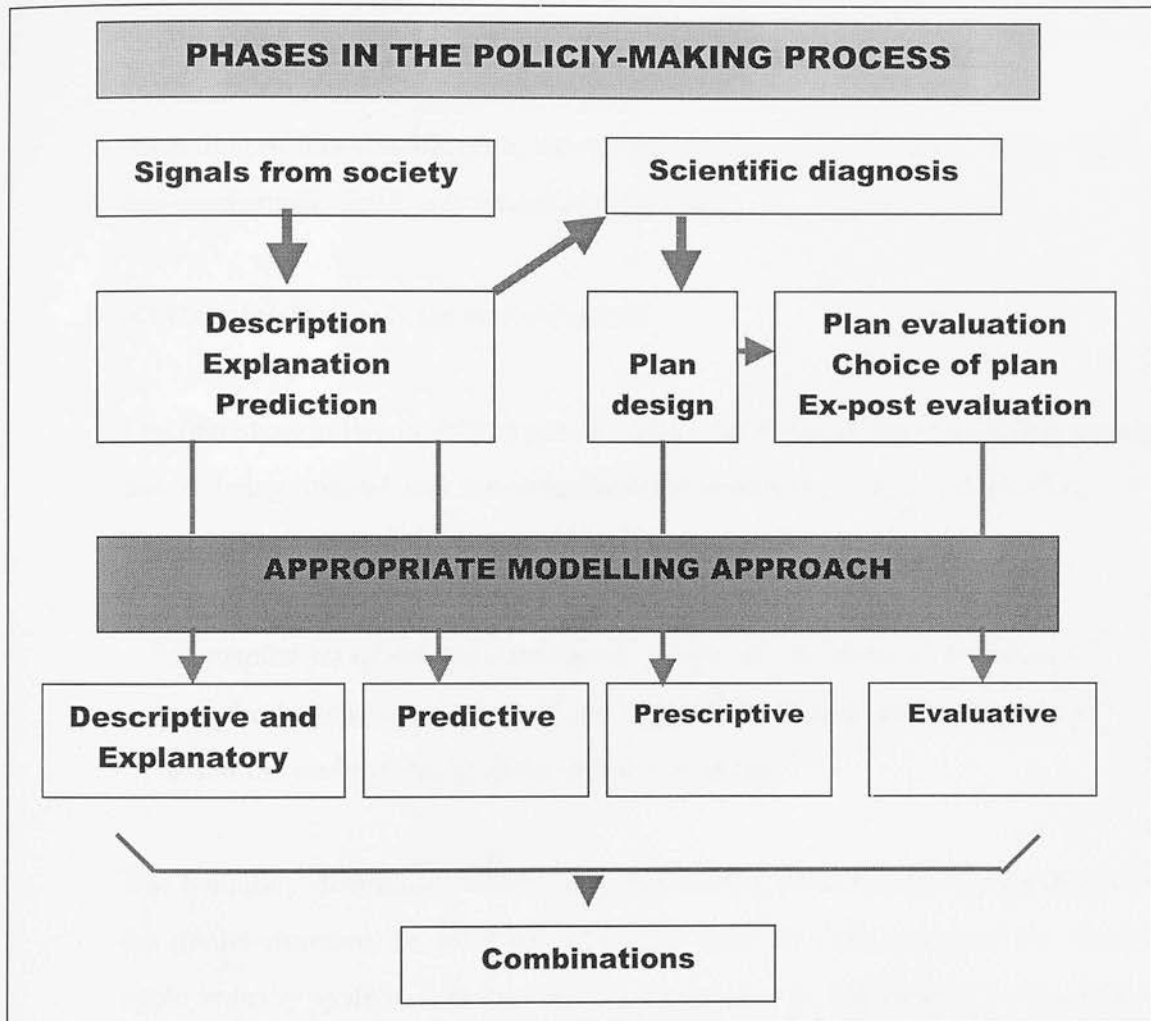 PHASES IN THE POLICIY-MAKING PROCESS
Signals from society
Scientific diagnosis
Description
Explanation
Prediction
Plan
design
Plan evaluation
Choice of plan
Ex-post evaluation
APPROPRIATE MODELLING APPROACH
Descriptive and
Explanatory
Predictive
Prescriptive
Evaluative
Combinations